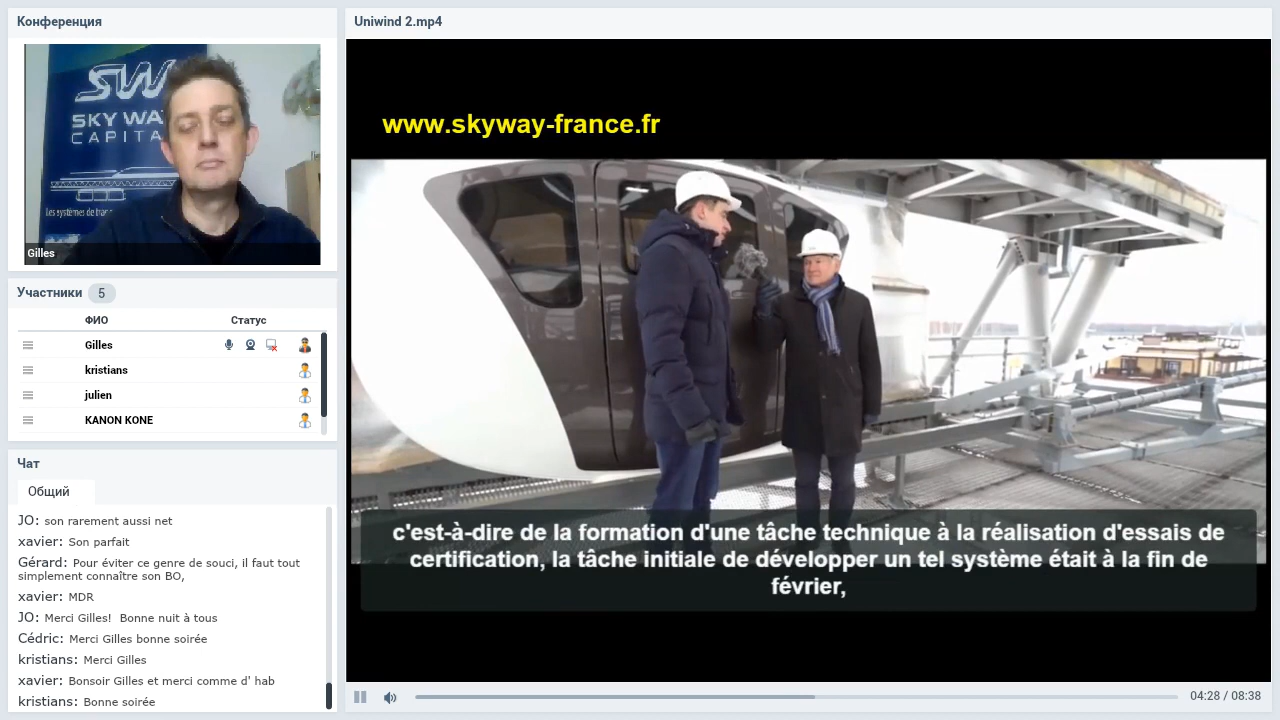 Конференция
SW
SKY WA
CAPITA
Gilles
Участники 5
ФИО Статус
Gilles
kristians
julien
KANON KONE
Чат
Общий
JO: son rarement aussi net
xavier: Son parfait
Gérard: Pour éviter ce genre de souci, il faut tout
simplement connaître son BO,
xavier: MDR
JO: Merci Gilles! Bonne nuit à tous
Cédric: Merci Gilles bonne soirée
kristians: Merci Gilles
xavier: Bonsoir Gilles et merci comme d' hab
kristians: Bonne soirée
Uniwind 2.mp4
www.skyway-france.fr
c'est-à-dire de la formation d'une tâche technique à la réalisation d'essais de
certification, la tâche initiale de développer un tel système était à la fin de
février,
04:28 / 08:38